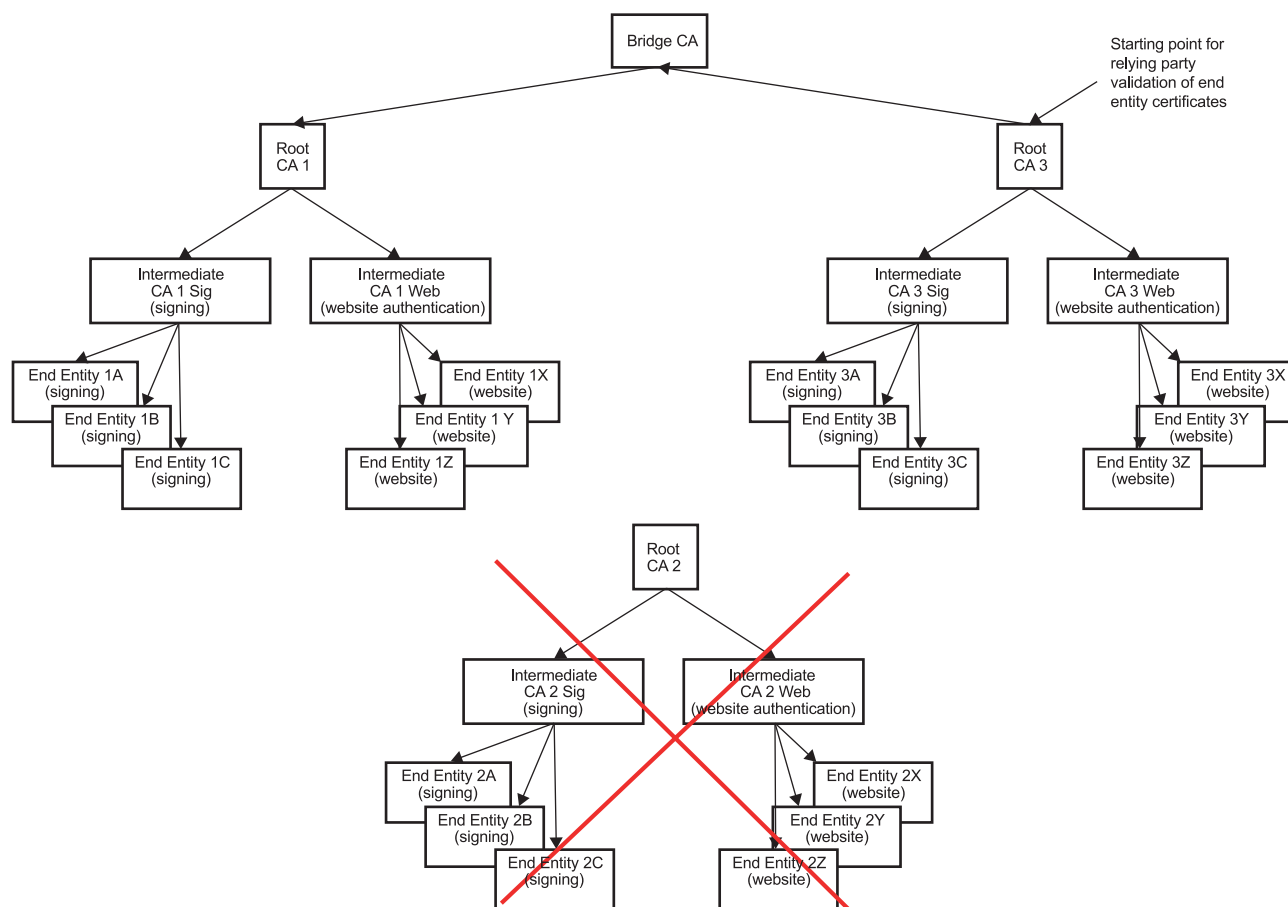 Bridge CA
Starting point for
relying party
validation of end
entity certificates
Root
CA 1
Root
CA 3
Intermediate
CA 1 Sig
(signing)
Intermediate
CA 1 Web
(website authentication)
Intermediate
CA 3 Sig
(signing)
Intermediate
CA 3 Web
(website authentication)
End Entity 1A
(signing)
End Entity 1B
(signing)
End Entity 1C
(signing)
End Entity 1X
(website)
End Entity 1 Y
(website)
End Entity 1Z
(website)
End Entity 3A
(signing)
End Entity 3B
(signing)
End Entity 3C
(signing)
End Entity 3X
(website)
End Entity 3Y
(website)
End Entity 3Z
(website)
Root
CA 2
Intermediate
CA 2 Sig
(signing)
Intermediate
CA 2 Web
(website authentication)
End Entity 2A
(signing)
End Entity 2B
(signing)
End Entity 2C
(signing)
End Entity 2X
(website)
End Entity 2Y
(website)
End Entity 2Z
(website)